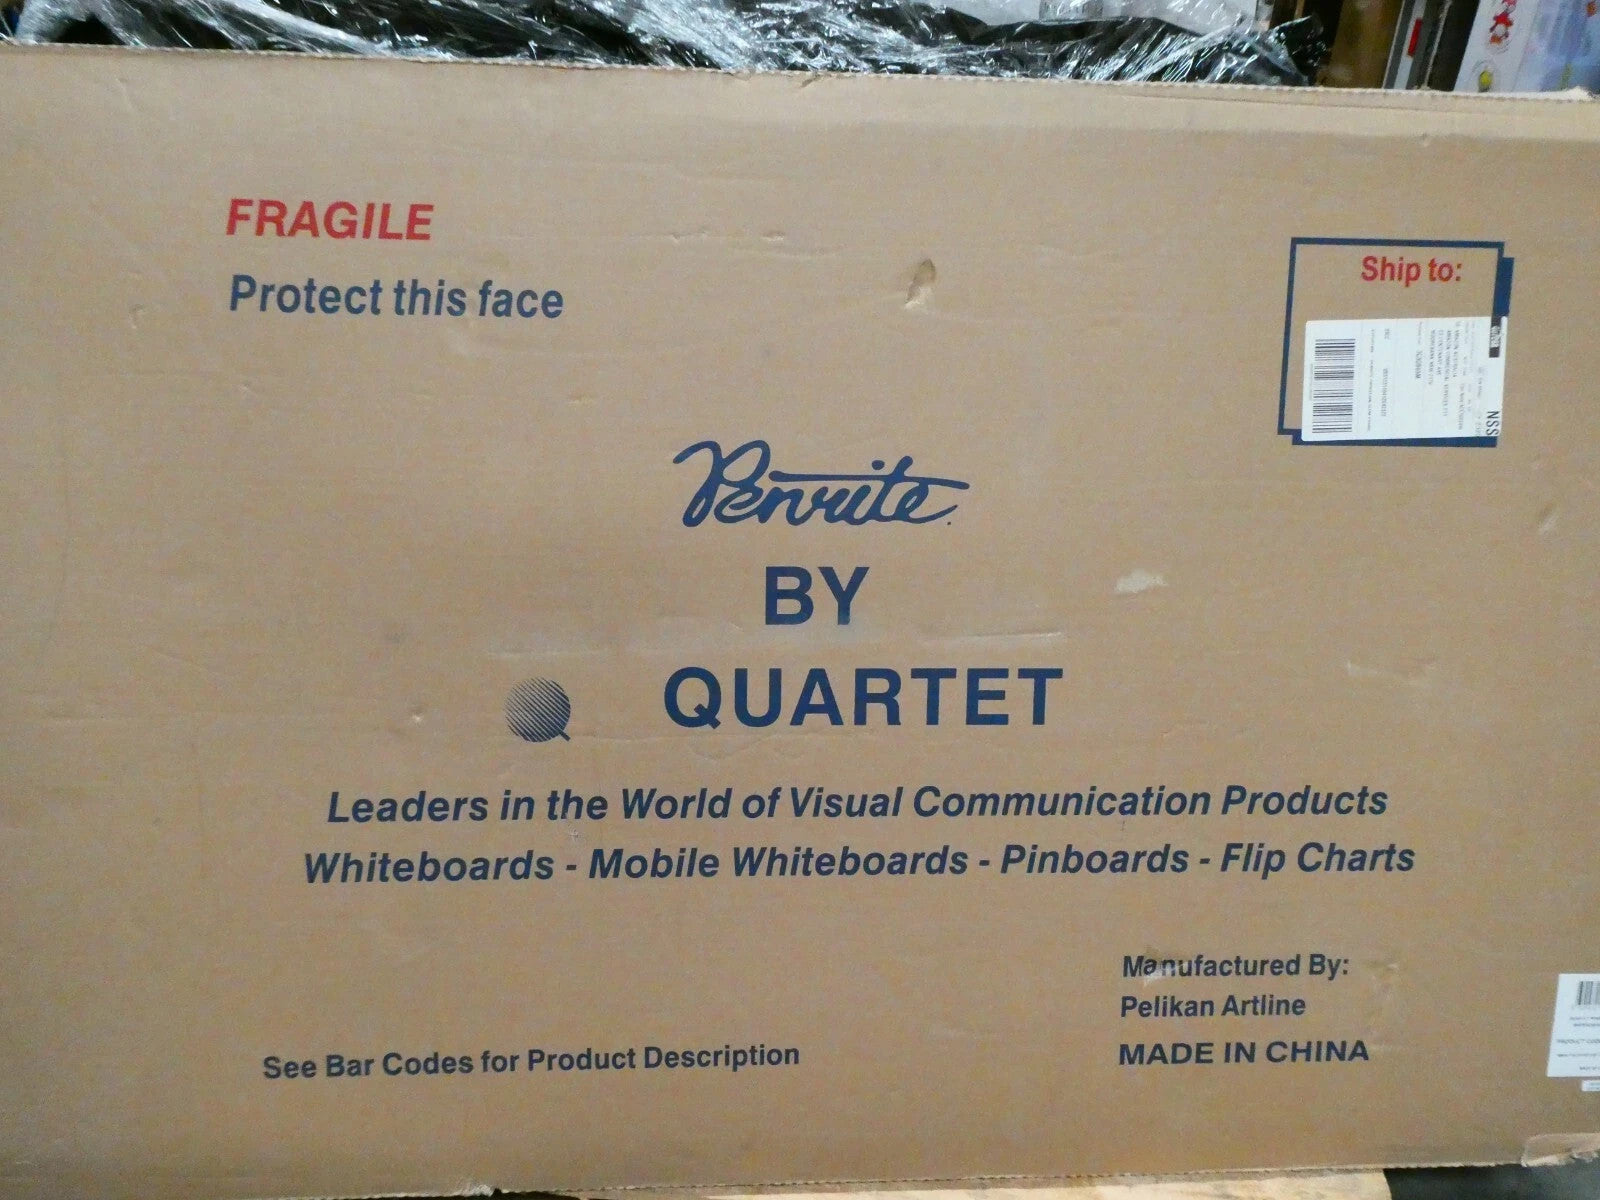 FRAGILE
Protect this face
Ship to:
NSS
Penrite
BY
QUARTET
Leaders in the World of Visual Communication Products
Whiteboards - Mobile Whiteboards - Pinboards - Flip Charts
Manufactured By:
Pelikan Artline
MADE IN CHINA
See Bar Codes for Product Description